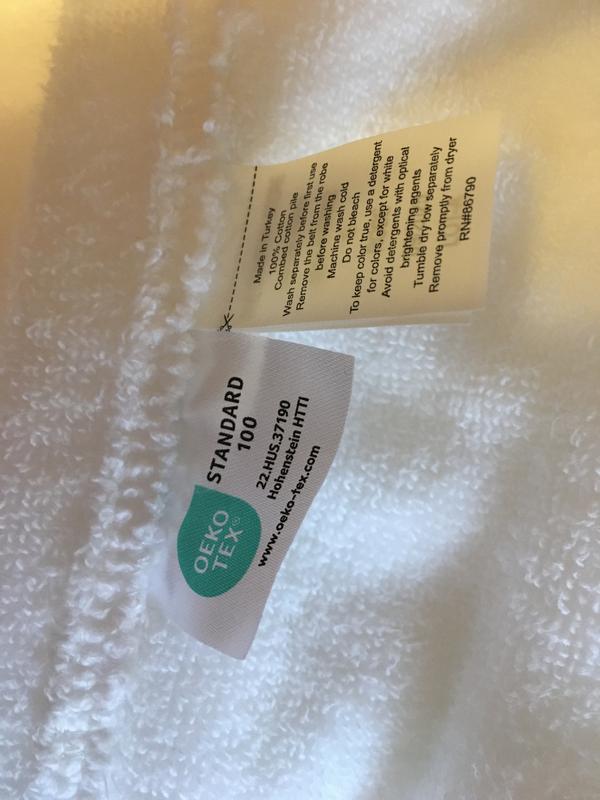 Made in Turkey
100% Cotton
Combed cotton pile
Wash separately before first use
Remove the belt from the robe
before washing
Machine wash cold
Do not bleach
To keep color true, use a detergent
for colors, except for white
Avoid detergents with optical
brightening agents
Tumble dry low separately
Remove promptly from dryer
RN#86790
OEKO
TEX®
STANDARD
100
22.HUS.37190
Hohenstein HTTI
www.oeko-tex.com